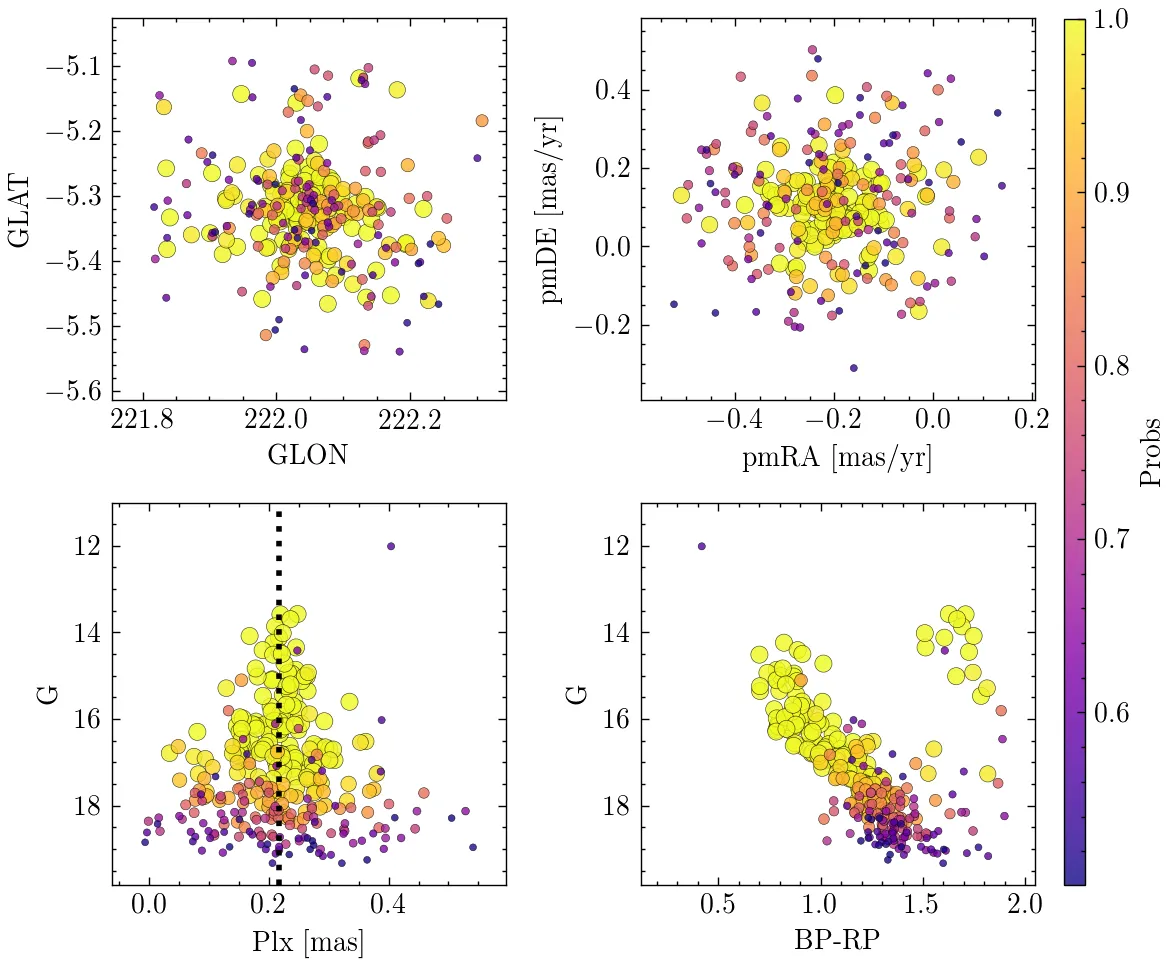 −5.1
−5.2
−5.3
−5.4
−5.5
−5.6
GLAT
221.8 222.0 222.2
GLON
0.4
0.2
0.0
−0.2
pmDE [mas/yr]
−0.4 −0.2 0.0 0.2
pmRA [mas/yr]
12
14
16
18
G
0.0 0.2 0.4
Plx [mas]
12
14
16
18
G
0.5 1.0 1.5 2.0
BP-RP
1.0
0.9
0.8
0.7
0.6
Probs